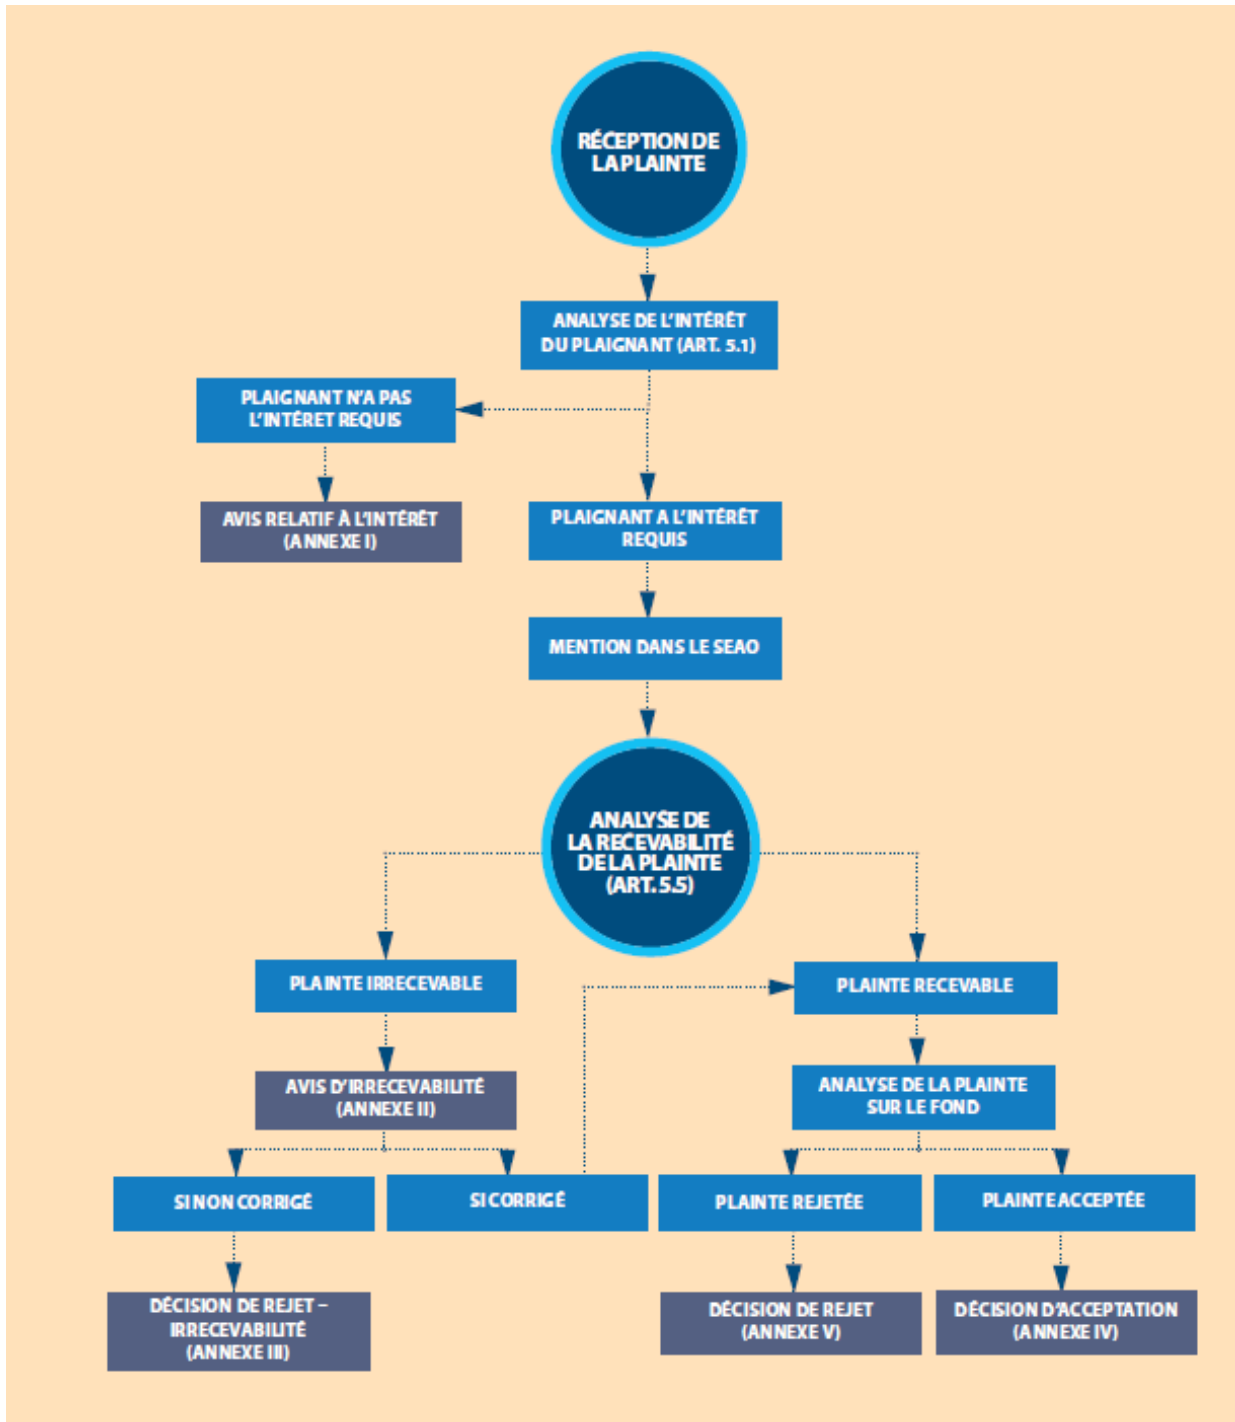 RÉCEPTION DE
LA PLAINTE
ANALYSE DE L'INTÉRÊT
DU PLAIGNANT (ART. 5.1)
PLAIGNANT N'A PAS
L'INTÉRET REQUIS
AVIS RELATIF À L'INTÉRÊT
(ANNEXE I)
PLAIGNANT A L'INTÉRÊT
REQUIS
MENTION DANS LE SEAO
ANALYSE DE
LA RECEVABILITÉ
DE LA PLAINTE
(ART. 5.5)
PLAINTE IRRECEVABLE
PLAINTE RECEVABLE
AVIS D'IRRECEVABILITÉ
(ANNEXE II)
ANALYSE DE LA PLAINTE
SUR LE FOND
SI NON CORRIGÉ
SI CORRIGÉ
PLAINTE REJETÉE
PLAINTE ACCEPTÉE
DÉCISION DE REJET –
IRRECEVABILITÉ
(ANNEXE III)
DÉCISION DE REJET
(ANNEXE V)
DÉCISION D'ACCEPTATION
(ANNEXE IV)